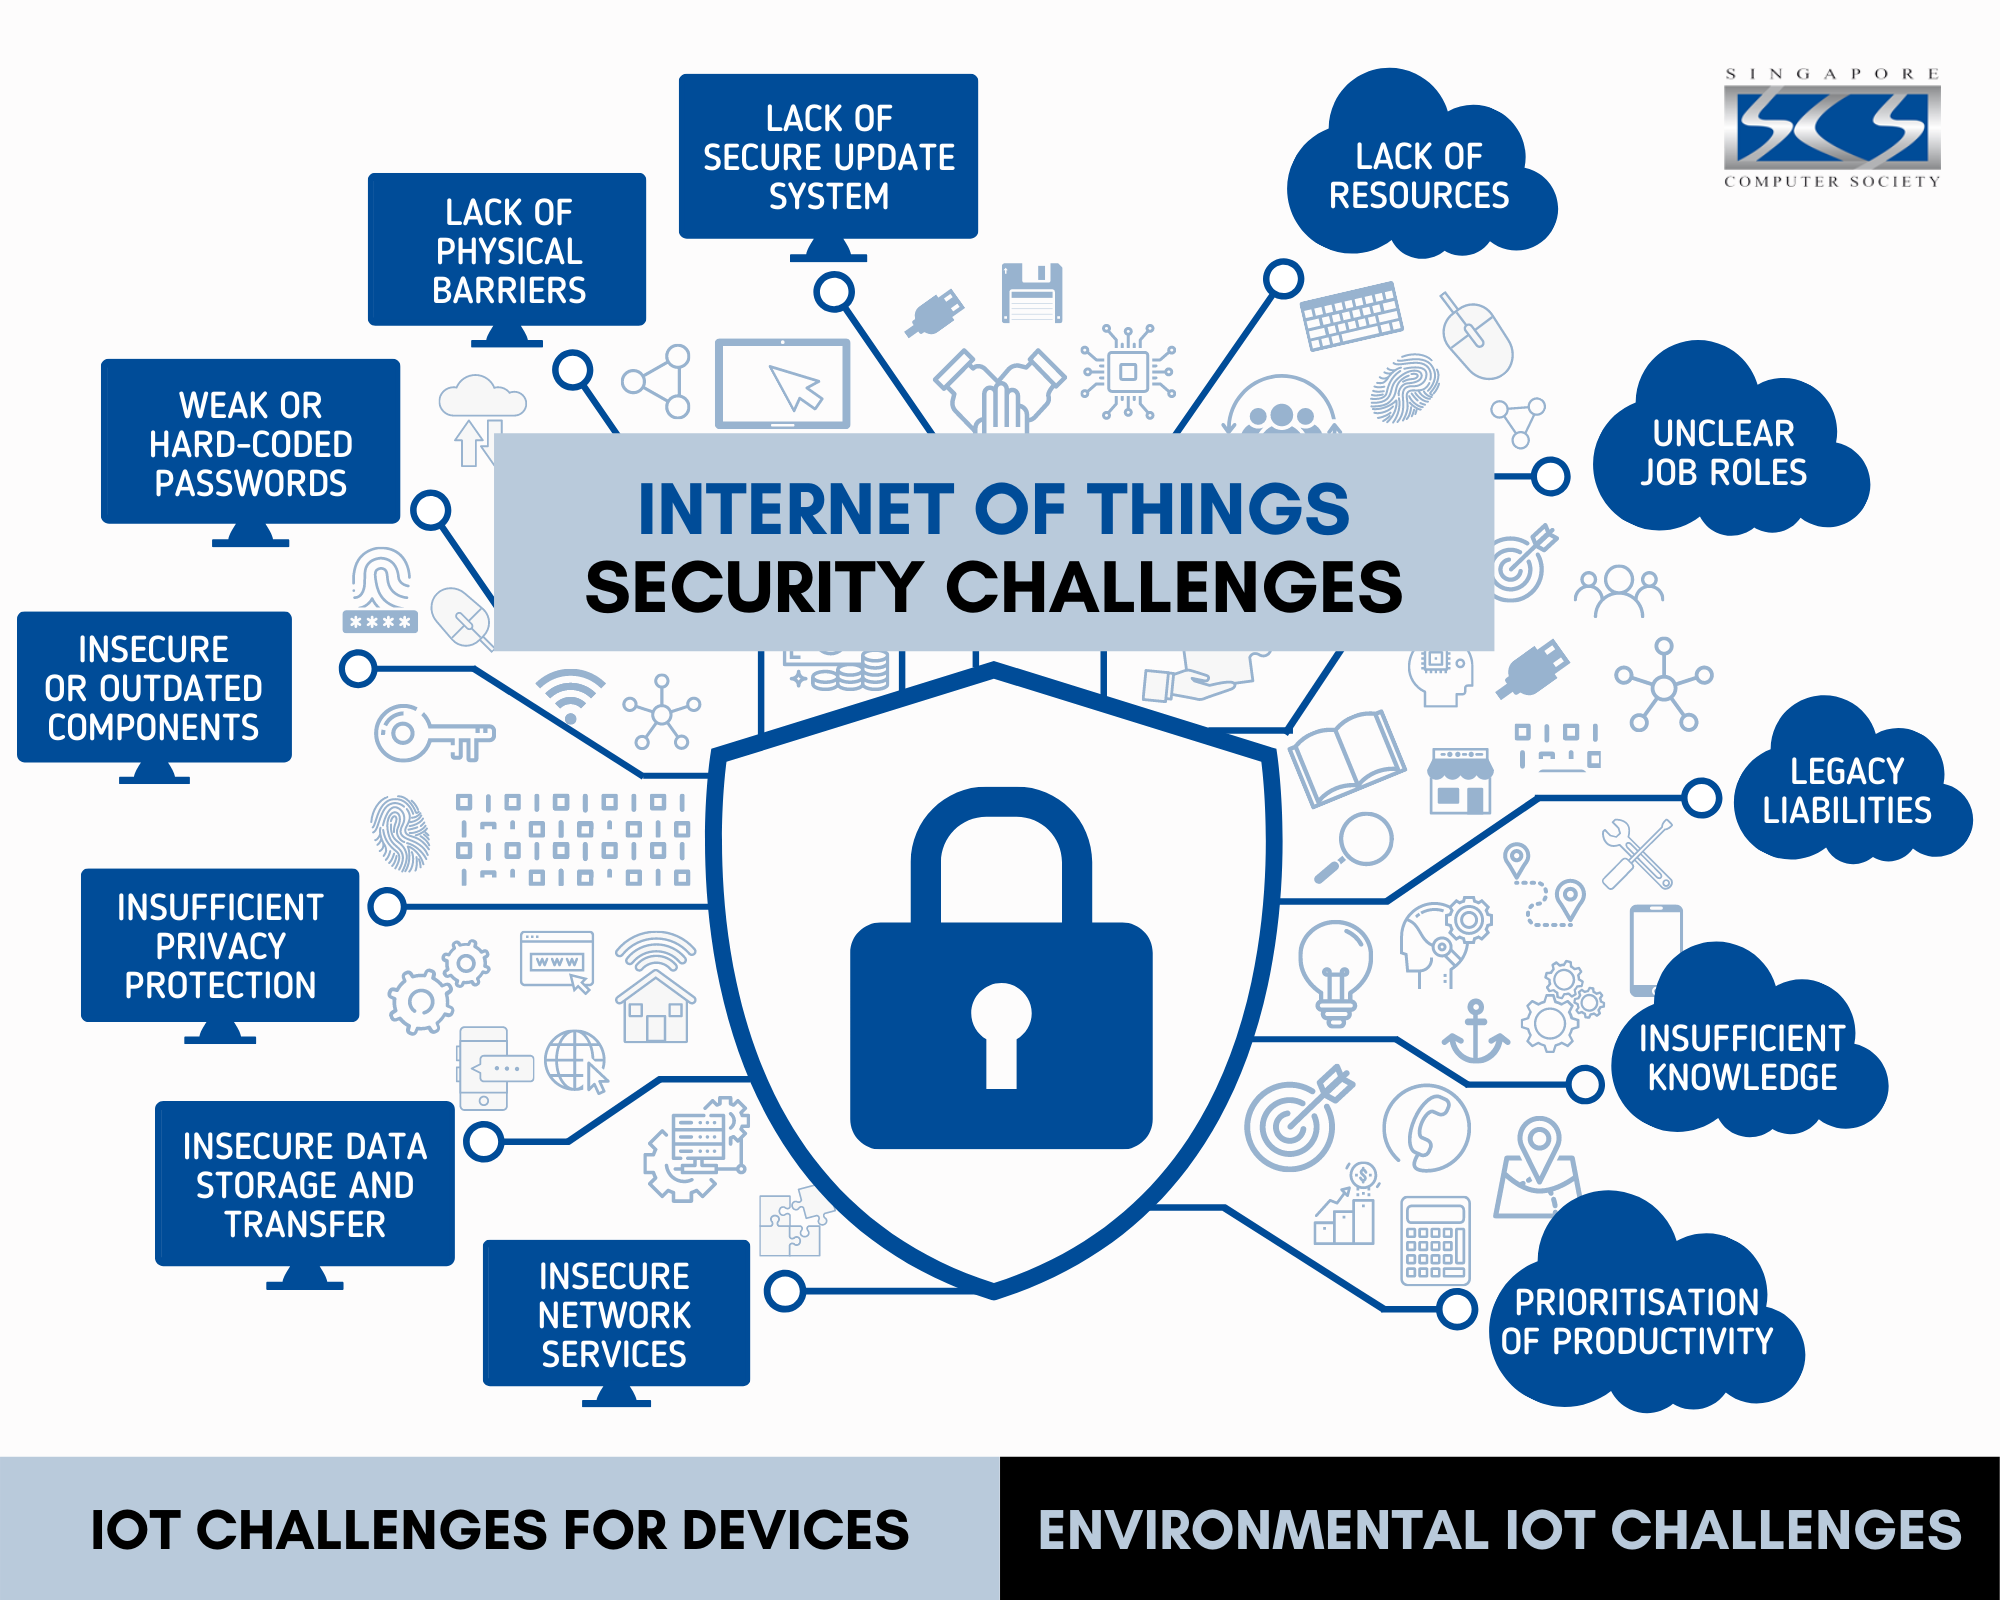 SINGAPORE
SCS
COMPUTER SOCIETY
INTERNET OF THINGS
SECURITY CHALLENGES
LACK OF
SECURE UPDATE
SYSTEM
LACK OF
PHYSICAL
BARRIERS
WEAK OR
HARD-CODED
PASSWORDS
INSECURE
OR OUTDATED
COMPONENTS
INSUFFICIENT
PRIVACY
PROTECTION
INSECURE DATA
STORAGE AND
TRANSFER
INSECURE
NETWORK
SERVICES
LACK OF
RESOURCES
UNCLEAR
JOB ROLES
LEGACY
LIABILITIES
INSUFFICIENT
KNOWLEDGE
PRIORITISATION
OF PRODUCTIVITY
****
WWW
$
IOT CHALLENGES FOR DEVICES
ENVIRONMENTAL IOT CHALLENGES